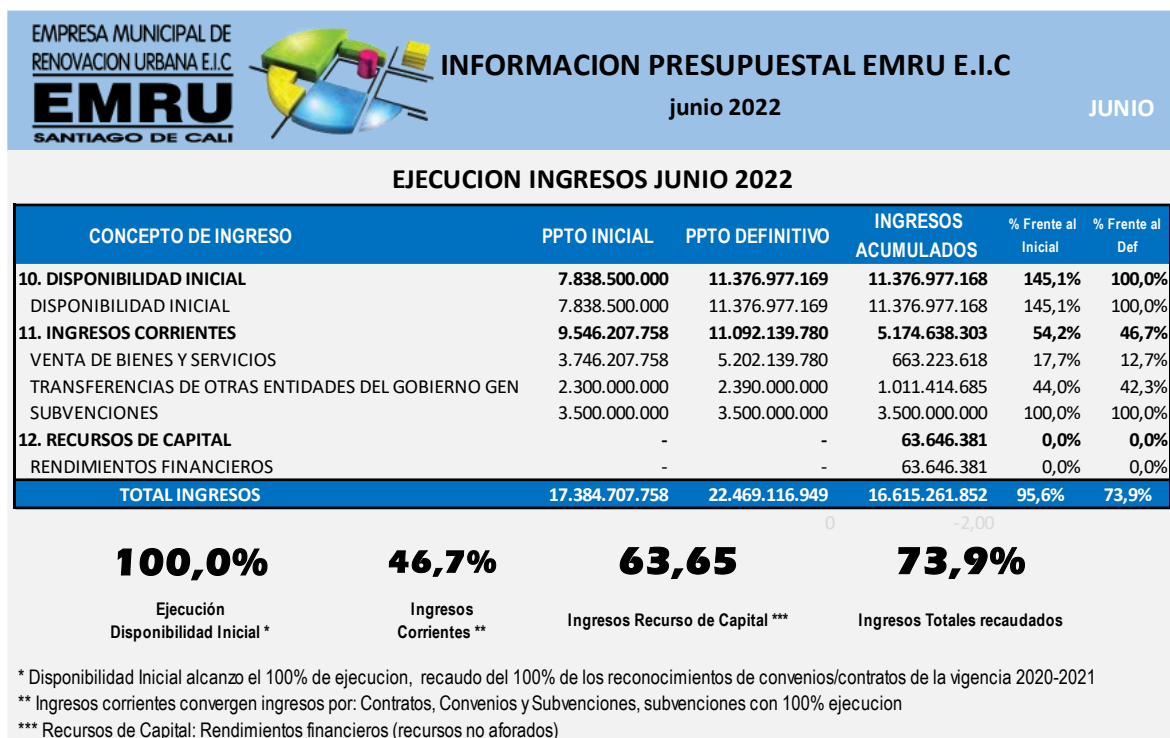 EMPRESA MUNICIPAL DE
RENOVACION URBANA E.I.C
EMRU
SANTIAGO DE CALI
INFORMACION PRESUPUESTAL EMRU E.I.C
junio 2022
JUNIO
EJECUCION INGRESOS JUNIO 2022
CONCEPTO DE INGRESO PPTO INICIAL PPTO DEFINITIVO INGRESOS ACUMULADOS % Frente al Inicial % Frente al Def
10. DISPONIBILIDAD INICIAL 7.838.500.000 11.376.977.169 11.376.977.168 145,1% 100,0%
DISPONIBILIDAD INICIAL 7.838.500.000 11.376.977.169 11.376.977.168 145,1% 100,0%
11. INGRESOS CORRIENTES 9.546.207.758 11.092.139.780 5.174.638.303 54,2% 46,7%
VENTA DE BIENES Y SERVICIOS 3.746.207.758 5.202.139.780 663.223.618 17,7% 12,7%
TRANSFERENCIAS DE OTRAS ENTIDADES DEL GOBIERNO GEN 2.300.000.000 2.390.000.000 1.011.414.685 44,0% 42,3%
SUBVENCIONES 3.500.000.000 3.500.000.000 3.500.000.000 100,0% 100,0%
12. RECURSOS DE CAPITAL - - 63.646.381 0,0% 0,0%
RENDIMIENTOS FINANCIEROS - - 63.646.381 0,0% 0,0%
TOTAL INGRESOS 17.384.707.758 22.469.116.949 16.615.261.852 95,6% 73,9%
0 -2,00
100,0% 46,7% 63,65 73,9%
Ejecución Disponibilidad Inicial * Ingresos Corrientes ** Ingresos Recurso de Capital *** Ingresos Totales recaudados
* Disponibilidad Inicial alcanzo el 100% de ejecucion, recaudo del 100% de los reconocimientos de convenios/contratos de la vigencia 2020-2021
** Ingresos corrientes convergen ingresos por: Contratos, Convenios y Subvenciones, subvenciones con 100% ejecucion
*** Recursos de Capital: Rendimientos financieros (recursos no aforados)